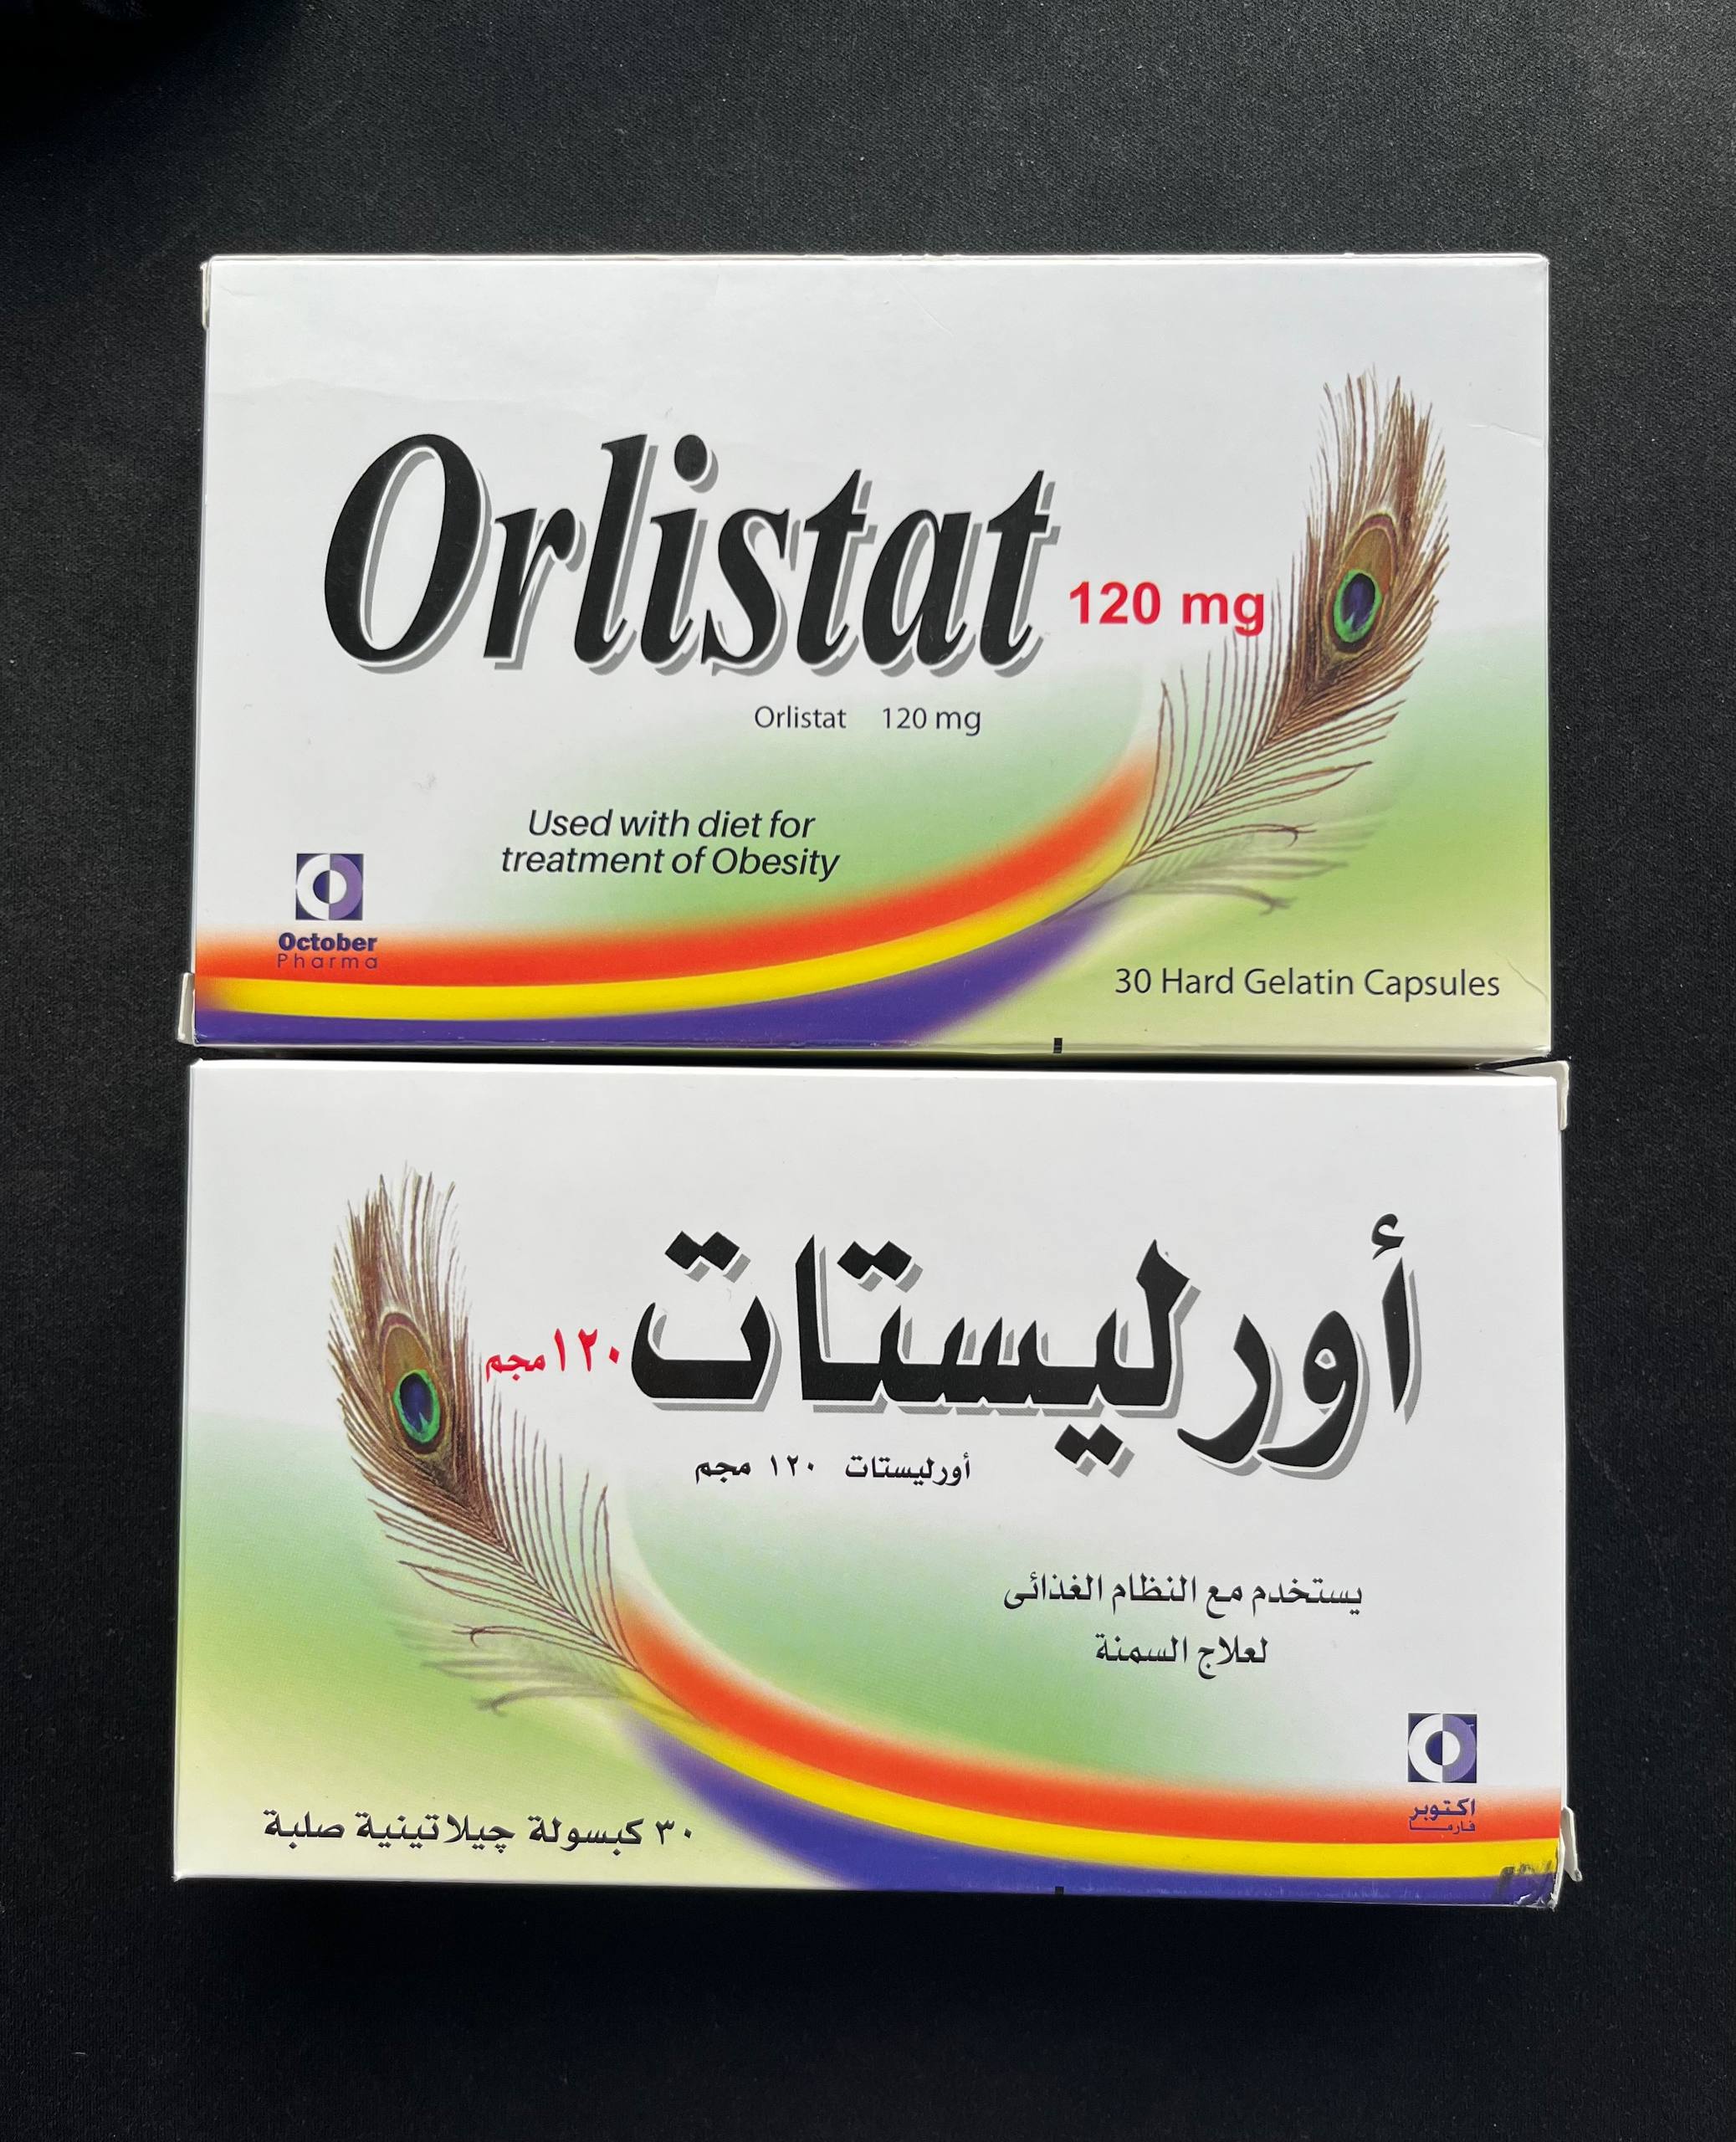 Orlistat 120 mg
Orlistat 120 mg
Used with diet for
treatment of Obesity
October
Pharma
30 Hard Gelatin Capsules
أورليستات ١٢٠ مجم
أورليستات ١٢٠ مجم
يستخدم مع النظام الغذائى
لعلاج السمنة
اكتوبر
فارما
٣٠ كبسولة چيلاتينية صلبة